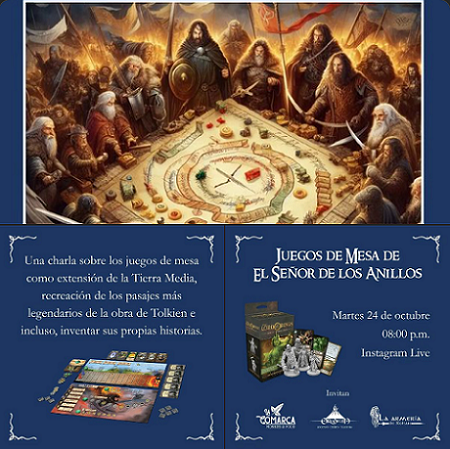 Una charla sobre los juegos de mesa
como extensión de la Tierra Media,
recreación de los pasajes más
legendarios de la obra de Tolkien e
incluso, inventar sus propias historias.
JUEGOS DE MESA DE
EL SEÑOR DE LOS ANILLOS
Martes 24 de octubre
08:00 p.m.
Instagram Live
Invitan
LA COMARCA
LA ARMERÍA